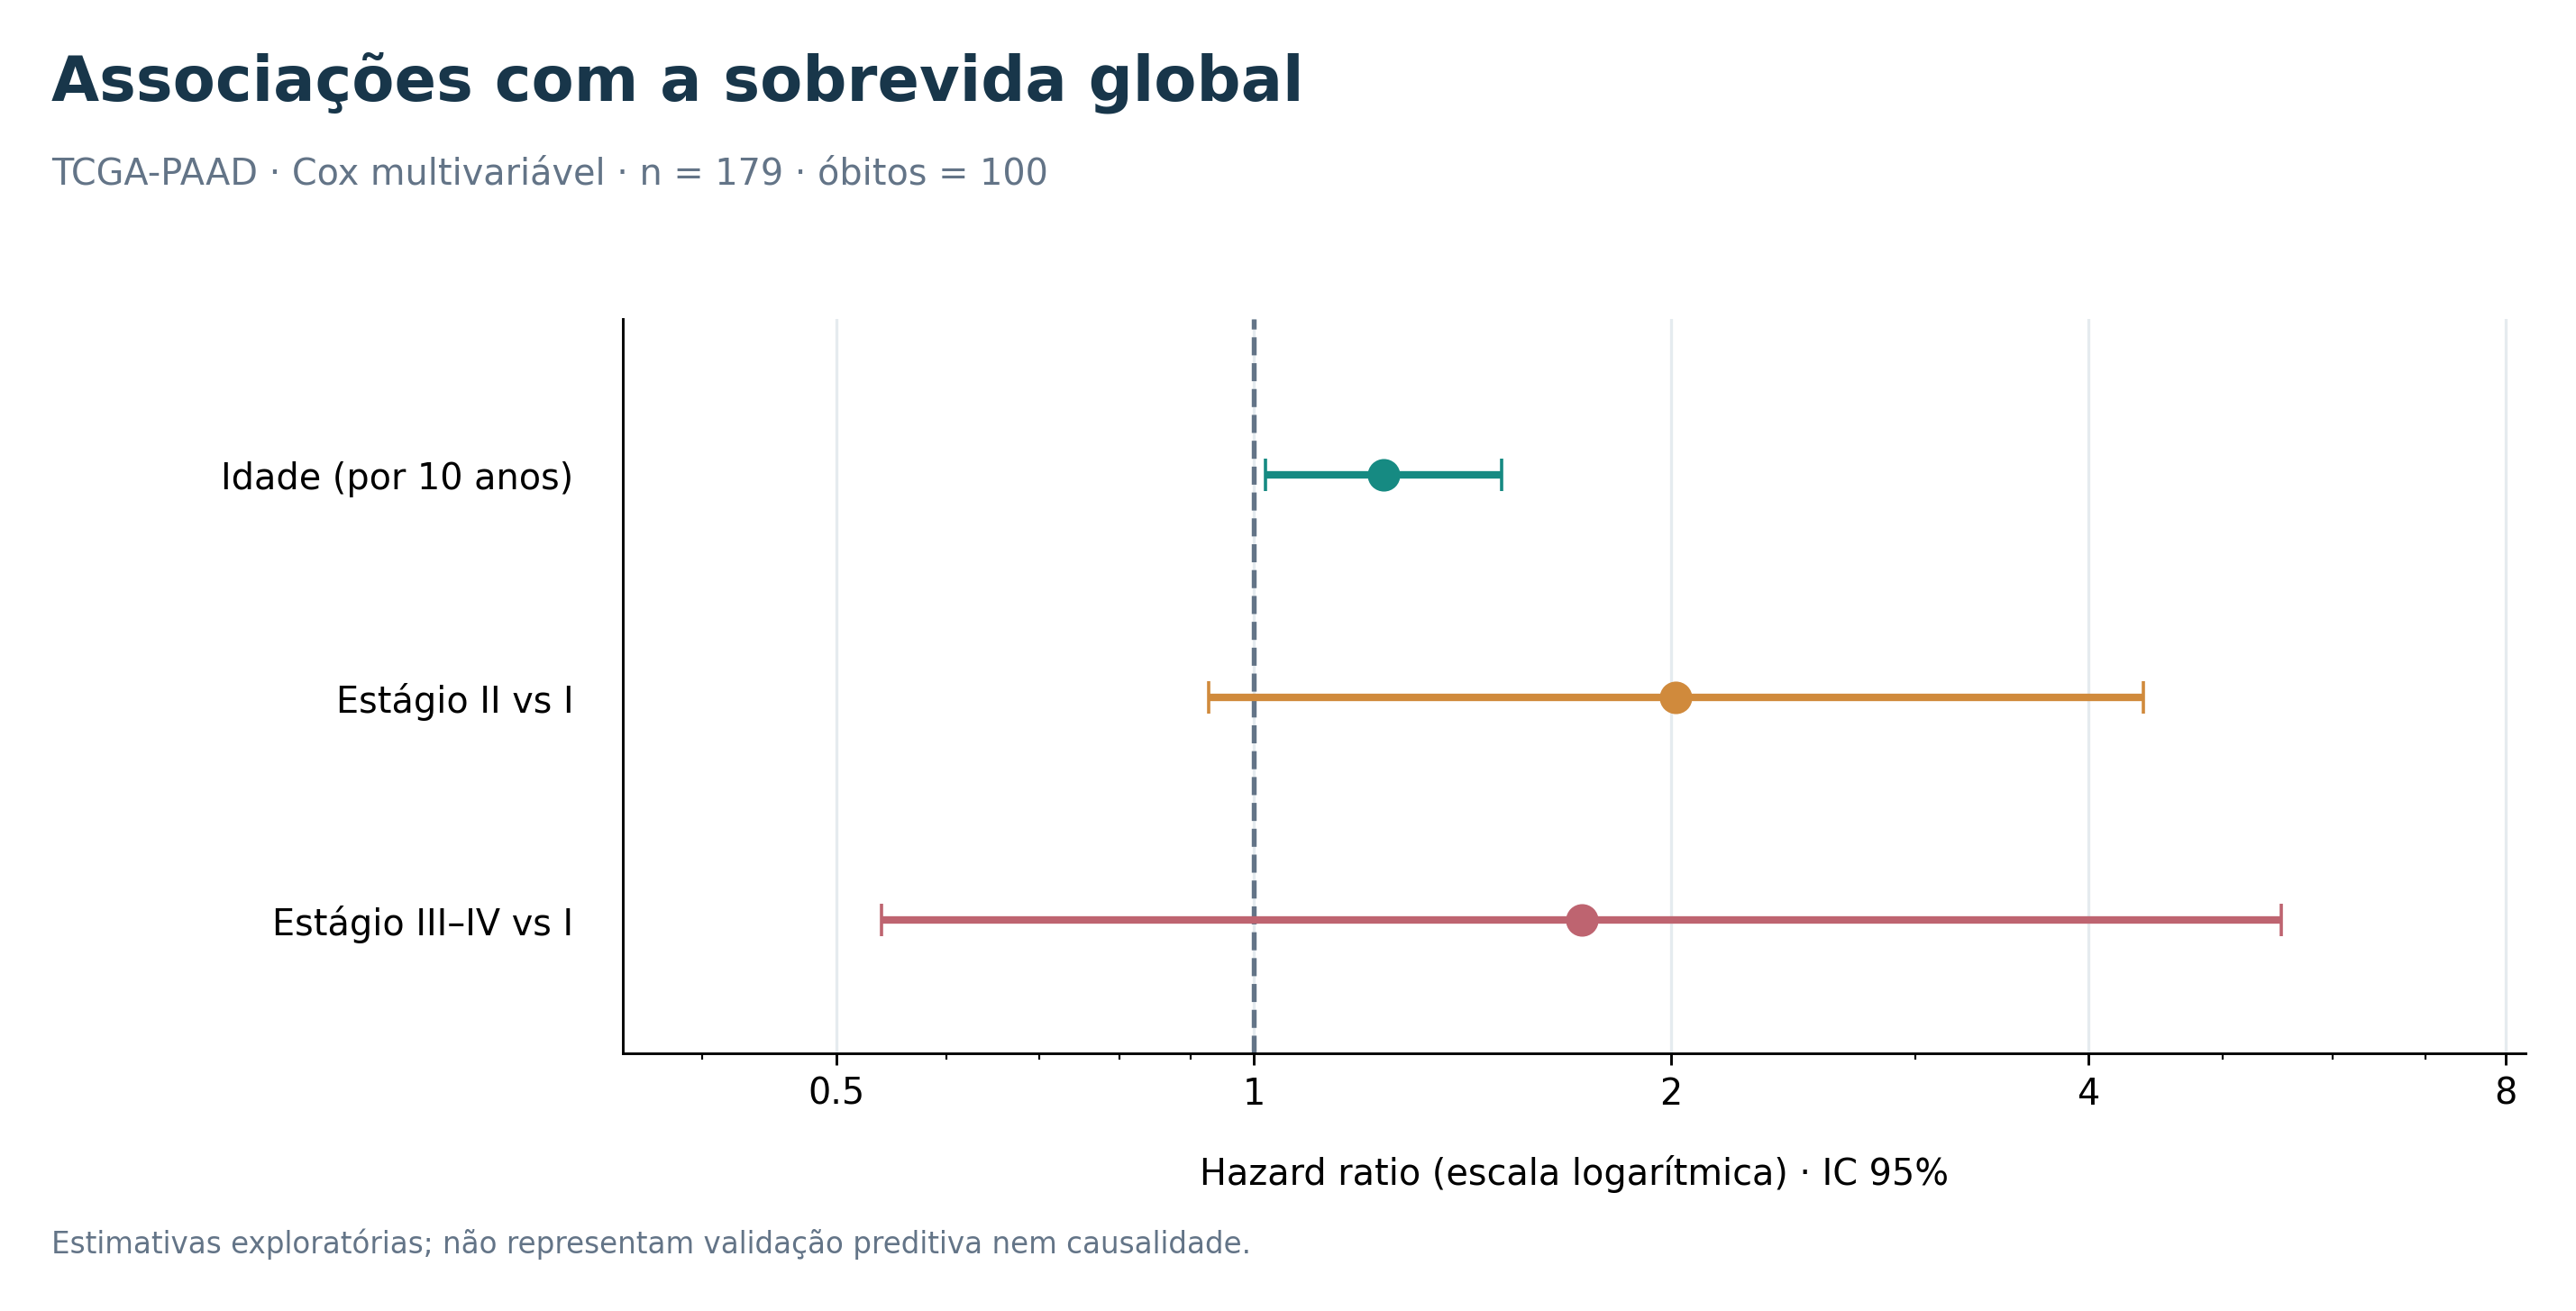 Associações com a sobrevida global
TCGA-PAAD · Cox multivariável · n = 179 · óbitos = 100
Idade (por 10 anos)
Estágio II vs I
Estágio III–IV vs I
0.5
1
2
4
8
Hazard ratio (escala logarítmica) · IC 95%
Estimativas exploratórias; não representam validação preditiva nem causalidade.